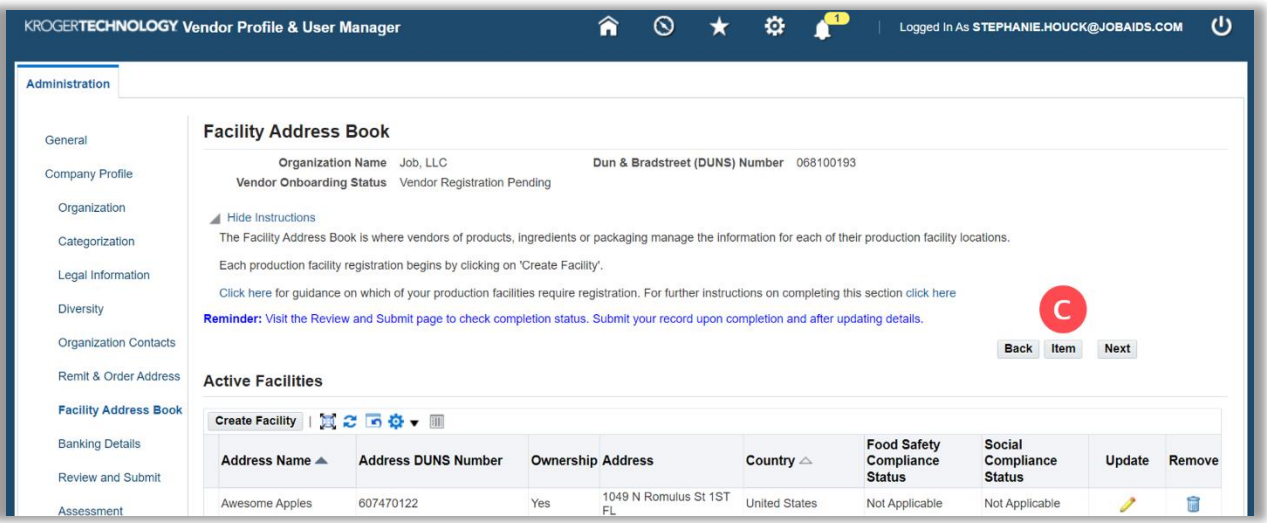 KROGERTECHNOLOGY. Vendor Profile & User Manager
1
Logged In As STEPHANIE.HOUCK@JOBAIDS.COM
Administration
General
Company Profile
Organization
Categorization
Legal Information
Diversity
Organization Contacts
Remit & Order Address
Facility Address Book
Banking Details
Review and Submit
Assessment
Facility Address Book
Organization Name Job, LLC
Dun & Bradstreet (DUNS) Number 068100193
Vendor Onboarding Status Vendor Registration Pending
Hide Instructions
The Facility Address Book is where vendors of products, ingredients or packaging manage the information for each of their production facility locations.
Each production facility registration begins by clicking on 'Create Facility'.
Click here for guidance on which of your production facilities require registration. For further instructions on completing this section click here
Reminder: Visit the Review and Submit page to check completion status. Submit your record upon completion and after updating details.
C
Back Item Next
Active Facilities
Create Facility
Address Name Address DUNS Number Ownership Address Country Food Safety Compliance Status Social Compliance Status Update Remove
Awesome Apples 607470122 Yes 1049 N Romulus St 1ST FL United States Not Applicable Not Applicable